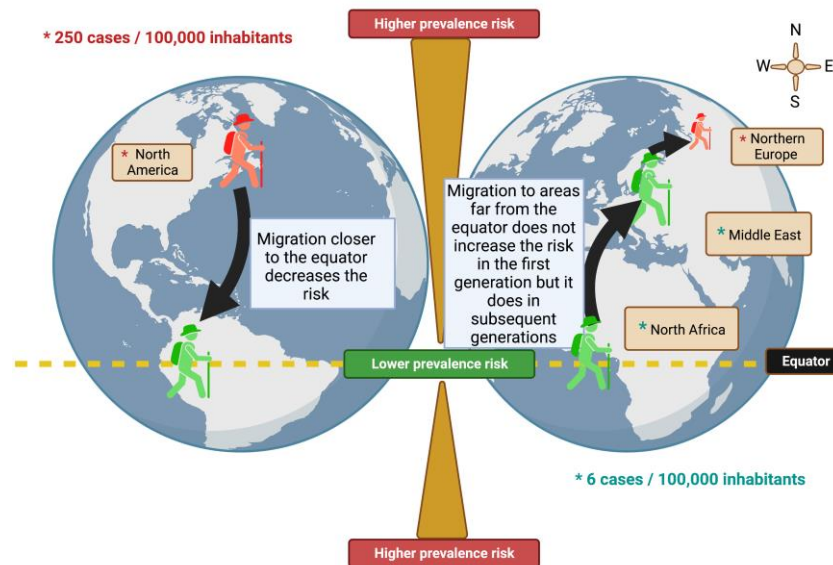 Higher prevalence risk
* 250 cases / 100,000 inhabitants
N
W
E
S
* North
America
* Northern
Europe
Migration closer
to the equator
decreases the
risk
Migration to areas
far from the
equator does not
increase the risk
in the first
generation but it
does in
subsequent
generations
* Middle East
* North Africa
Lower prevalence risk
Equator
* 6 cases / 100,000 inhabitants
Higher prevalence risk